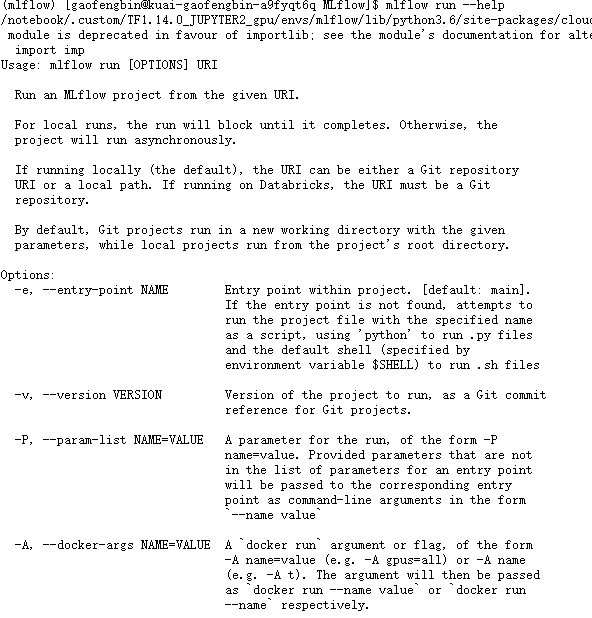 (mlflow) [gaofengbin@kuai-gaofengbin-a9fyqt6q MLflow]$ mlflow run --help
/notebook/.custom/TF1.14.0_JUPYTER2_gpu/envs/mlflow/lib/python3.6/site-packages/clou
module is deprecated in favour of importlib; see the module's documentation for alte
import imp
Usage: mlflow run [OPTIONS] URI
Run an MLflow project from the given URI.
For local runs, the run will block until it completes. Otherwise, the
project will run asynchronously.
If running locally (the default), the URI can be either a Git repository
URI or a local path. If running on Databricks, the URI must be a Git
repository.
By default, Git projects run in a new working directory with the given
parameters, while local projects run from the project's root directory.
Options:
-e, --entry-point NAME Entry point within project. [default: main].
If the entry point is not found, attempts to
run the project file with the specified name
as a script, using 'python' to run .py files
and the default shell (specified by
environment variable $SHELL) to run .sh files
-v, --version VERSION Version of the project to run, as a Git commit
reference for Git projects.
-P, --param-list NAME=VALUE A parameter for the run, of the form -P
name=value. Provided parameters that are not
in the list of parameters for an entry point
will be passed to the corresponding entry
point as command-line arguments in the form
`--name value`
-A, --docker-args NAME=VALUE A `docker run` argument or flag, of the form
-A name=value (e.g. -A gpus=all) or -A name
(e.g. -A t). The argument will then be passed
as `docker run --name value` or `docker run
--name` respectively.